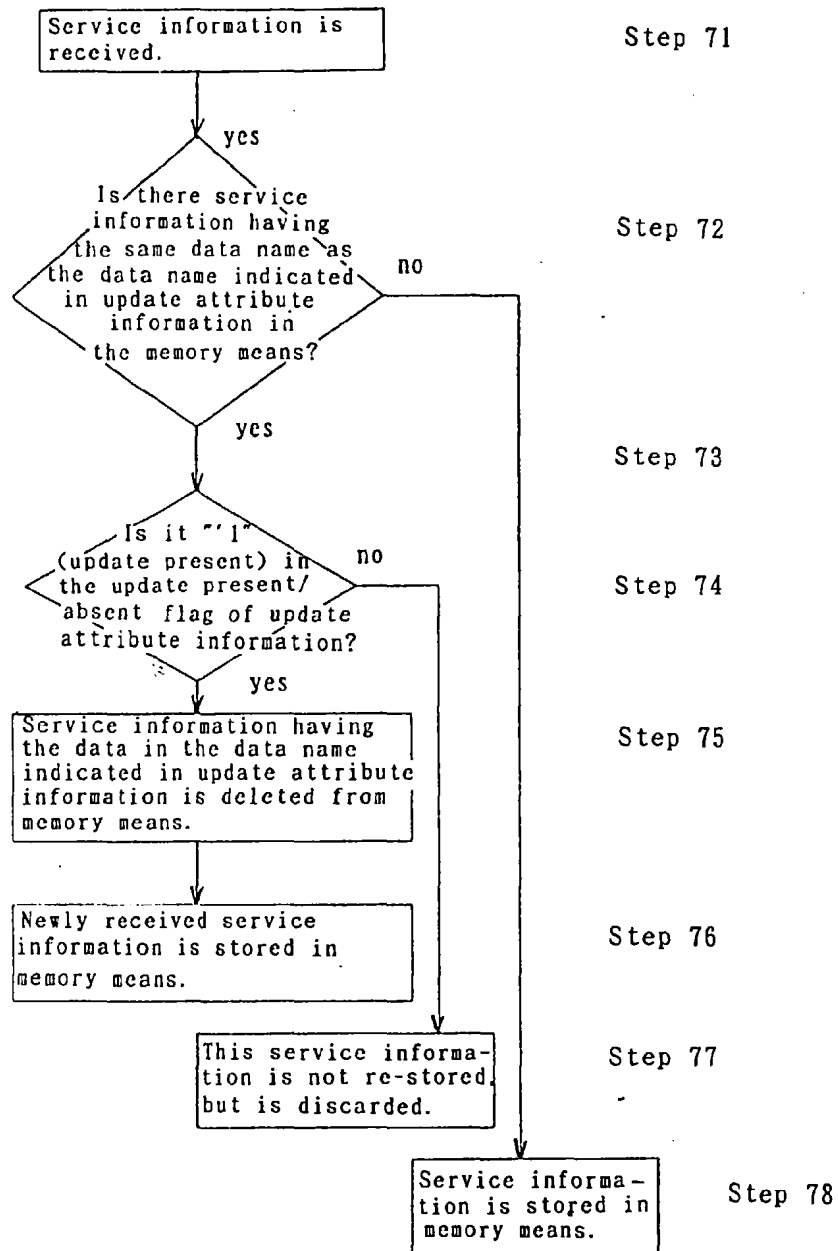 Service information is
received.
Step 71
yes
Is there service
information having
the same data name as
the data name indicated
in update attribute
information in
the memory means?
no
Step 72
yes
Step 73
Is it "'1"
(update present) in
the update present/
absent flag of update
attribute information?
no
Step 74
yes
Service information having
the data in the data name
indicated in update attribute
information is deleted from
memory means.
Step 75
Newly received service
information is stored in
memory means.
Step 76
This service informa-
tion is not re-stored,
but is discarded.
Step 77
Service informa-
tion is stored in
memory means.
Step 78